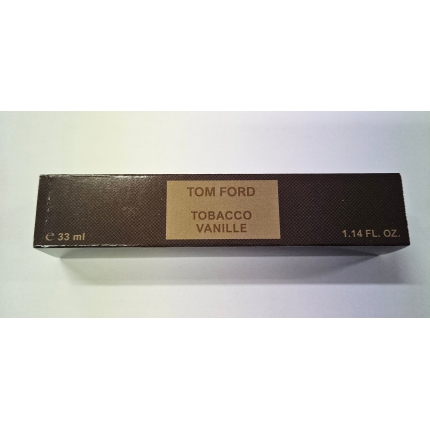 TOM FORD
TOBACCO
VANILLE
℮ 33 ml
1.14 FL. OZ.